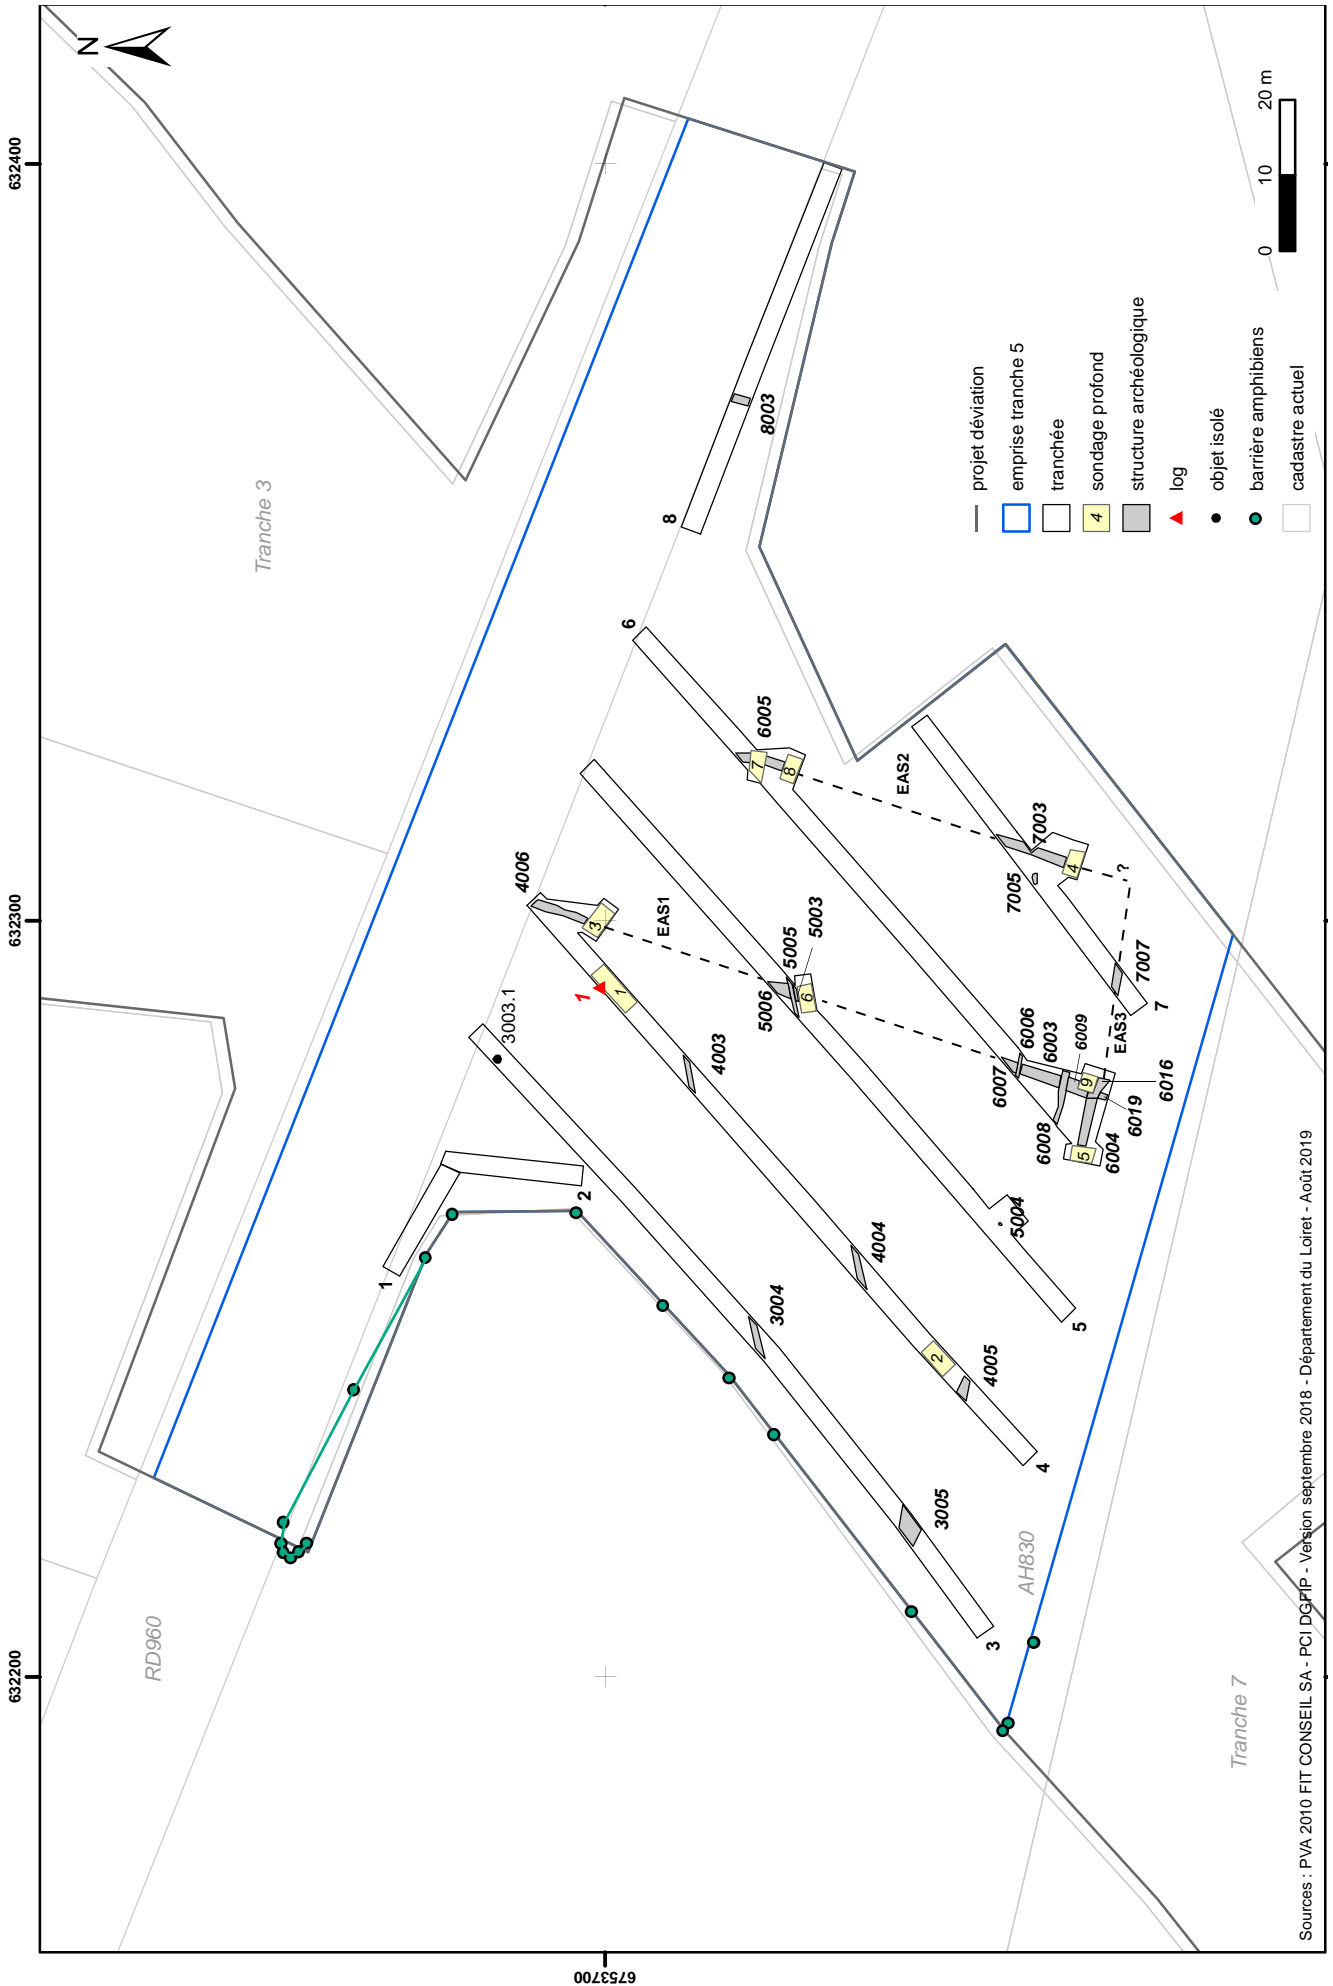 632200
632300
632400
6753700
N
RD960
Tranche 3
Tranche 7
AH830
1
2
3
4
5
6
7
8
3003.1
3004
3005
1
1
2
3
4003
4004
4005
4006
EAS1
5006
5005
5003
6
5004
6005
7
8
EAS2
6007
6006
6003
6009
6008
5
9
6004
6019
6016
EAS3
7005
7003
4
?
7007
8003
projet déviation
emprise tranche 5
tranchée
4
sondage profond
structure archéologique
log
objet isolé
barrière amphibiens
cadastre actuel
0 10 20 m
Sources : PVA 2010 FIT CONSEIL SA - PCI DGFIP - Version septembre 2018 - Département du Loiret - Août 2019